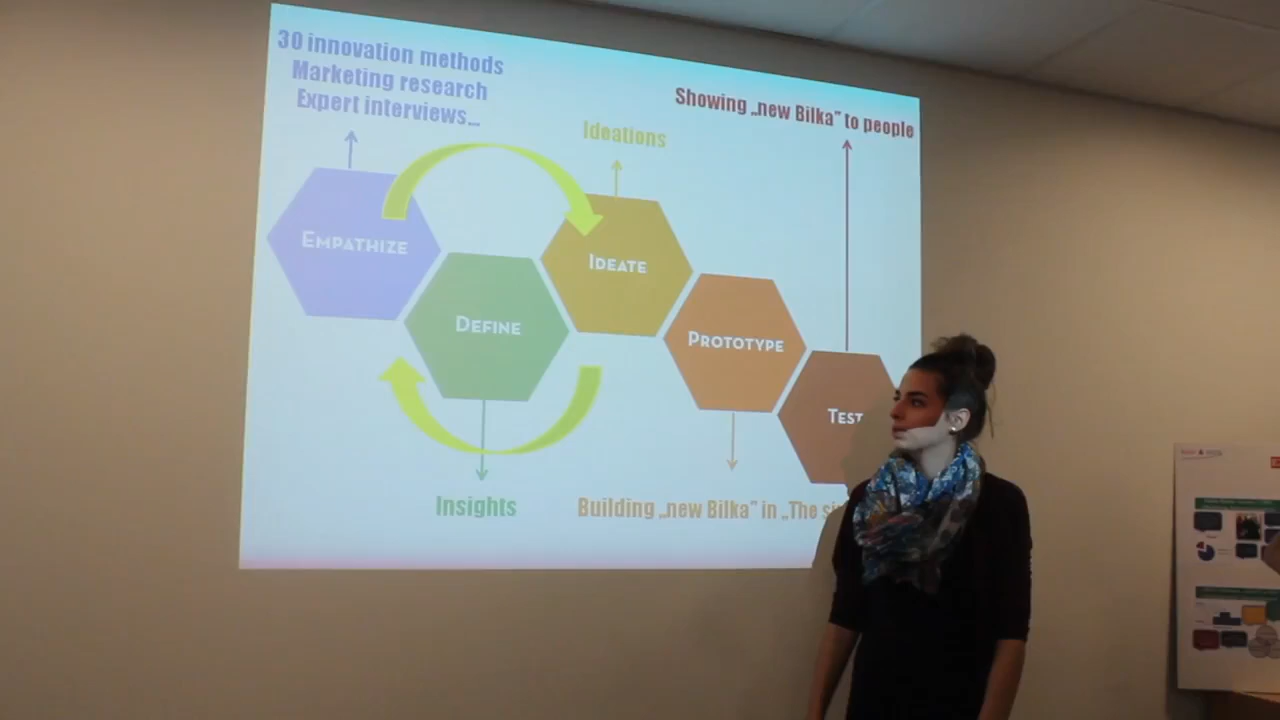 30 innovation methods
Marketing research
Expert interviews...
Showing „new Bilka” to people
Ideations
EMPATHIZE
IDEATE
DEFINE
PROTOTYPE
TEST
Insights
Building „new Bilka” in „The